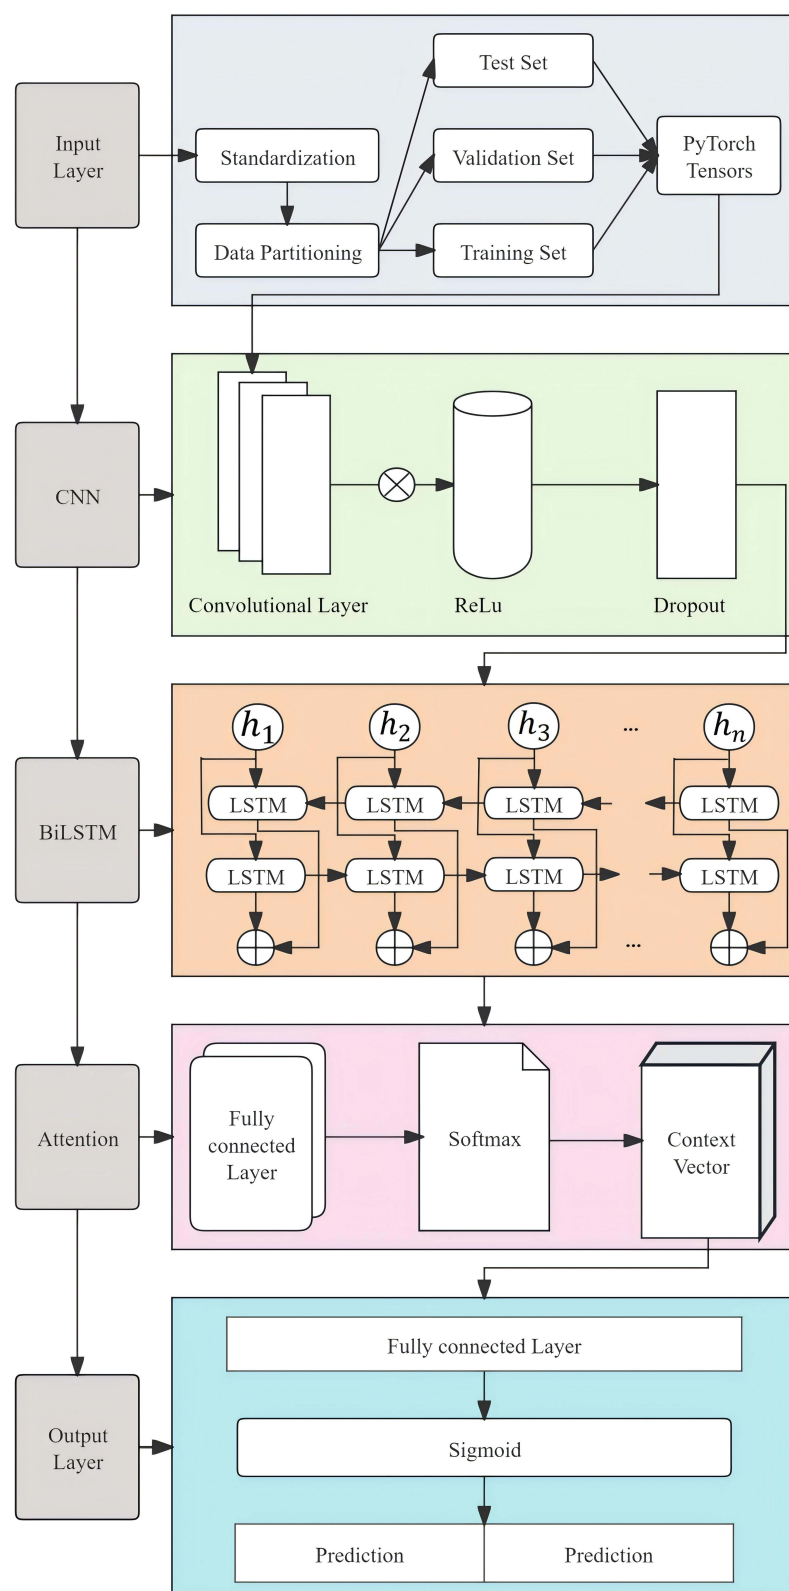 Input
Layer
Standardization
Data Partitioning
Test Set
Validation Set
Training Set
PyTorch
Tensors
CNN
Convolutional Layer
ReLu
Dropout
BiLSTM
h₁ h₂ h₃ ... hₙ
LSTM LSTM LSTM LSTM
LSTM LSTM LSTM LSTM
...
Attention
Fully
connected
Layer
Softmax
Context
Vector
Output
Layer
Fully connected Layer
Sigmoid
Prediction Prediction